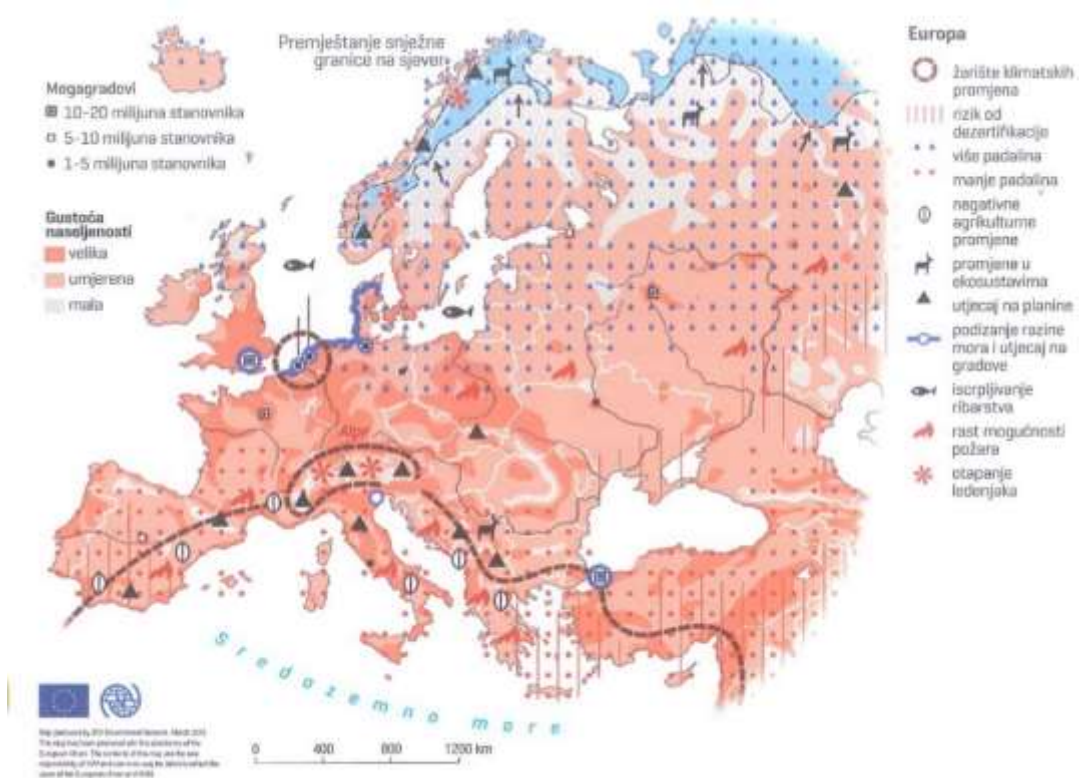 Premještanje snježne
granice na sjever
Megagradovi
10-20 milijuna stanovnika
5-10 milijuna stanovnika
1-5 milijuna stanovnika
Gustoća
naseljenosti
velika
umjerena
mala
Alpe
Sredozemno more
0 400 800 1200 km
Europa
žarište klimatskih
promjena
rizik od
dezertifikacije
više padalina
manje padalina
negativne
agrikulturne
promjene
promjene u
ekosustavima
utjecaj na planine
podizanje razine
mora i utjecaj na
gradove
iscrpljivanje
ribarstva
rast mogućnosti
požara
otapanje
ledenjaka